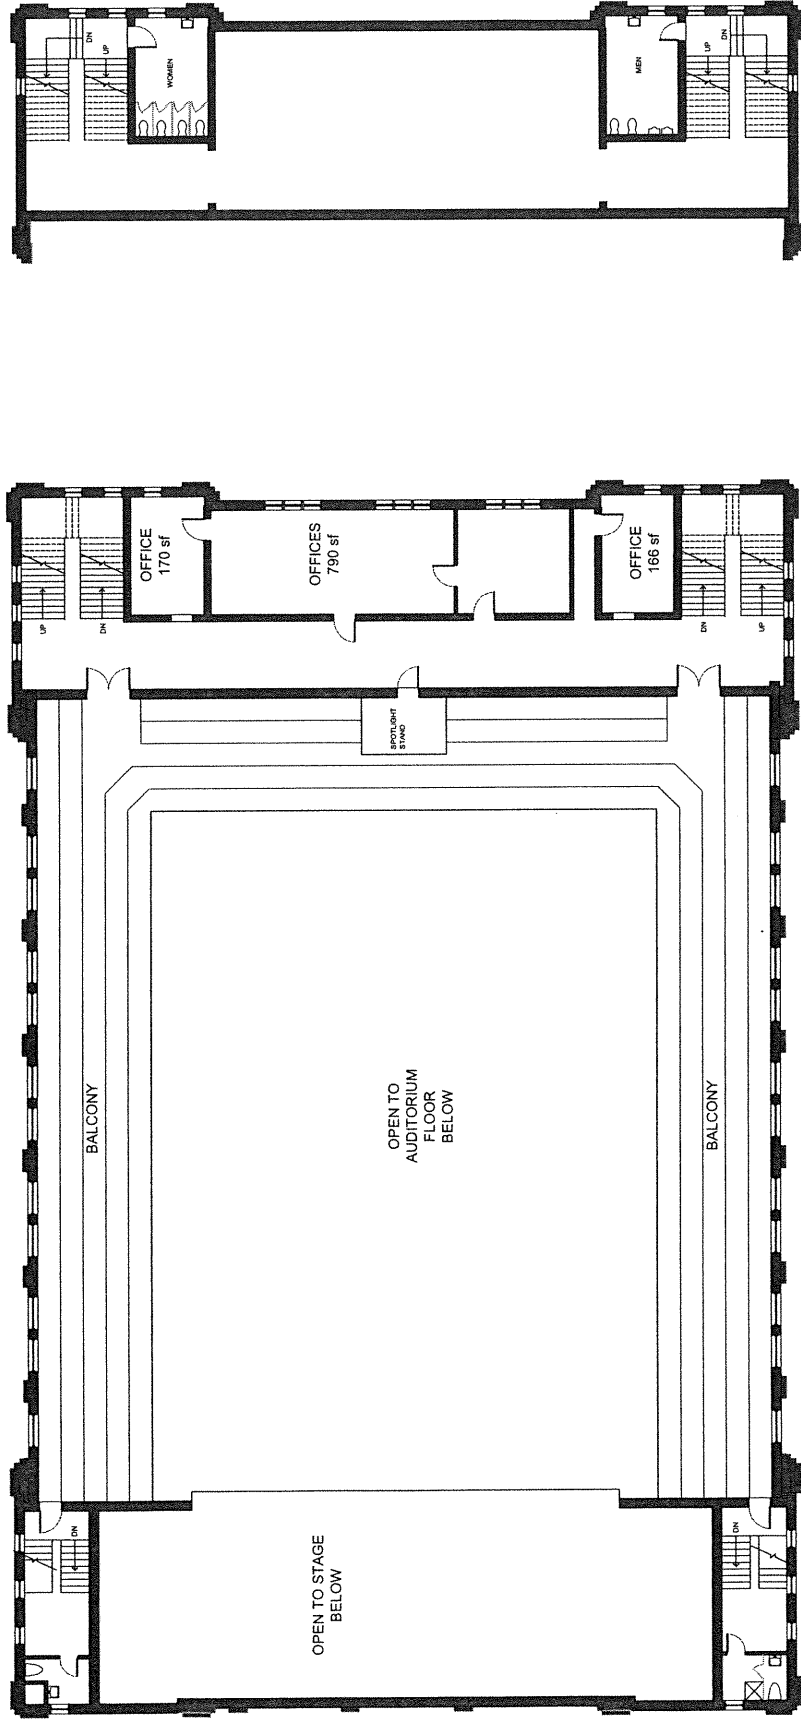 DN
UP
WOMEN
MEN
UP
DN
OFFICE
170 sf
OFFICES
790 sf
OFFICE
166 sf
UP
DN
DN
UP
SPOTLIGHT
STAND
BALCONY
OPEN TO
AUDITORIUM
FLOOR
BELOW
BALCONY
DN
OPEN TO STAGE
BELOW
DN